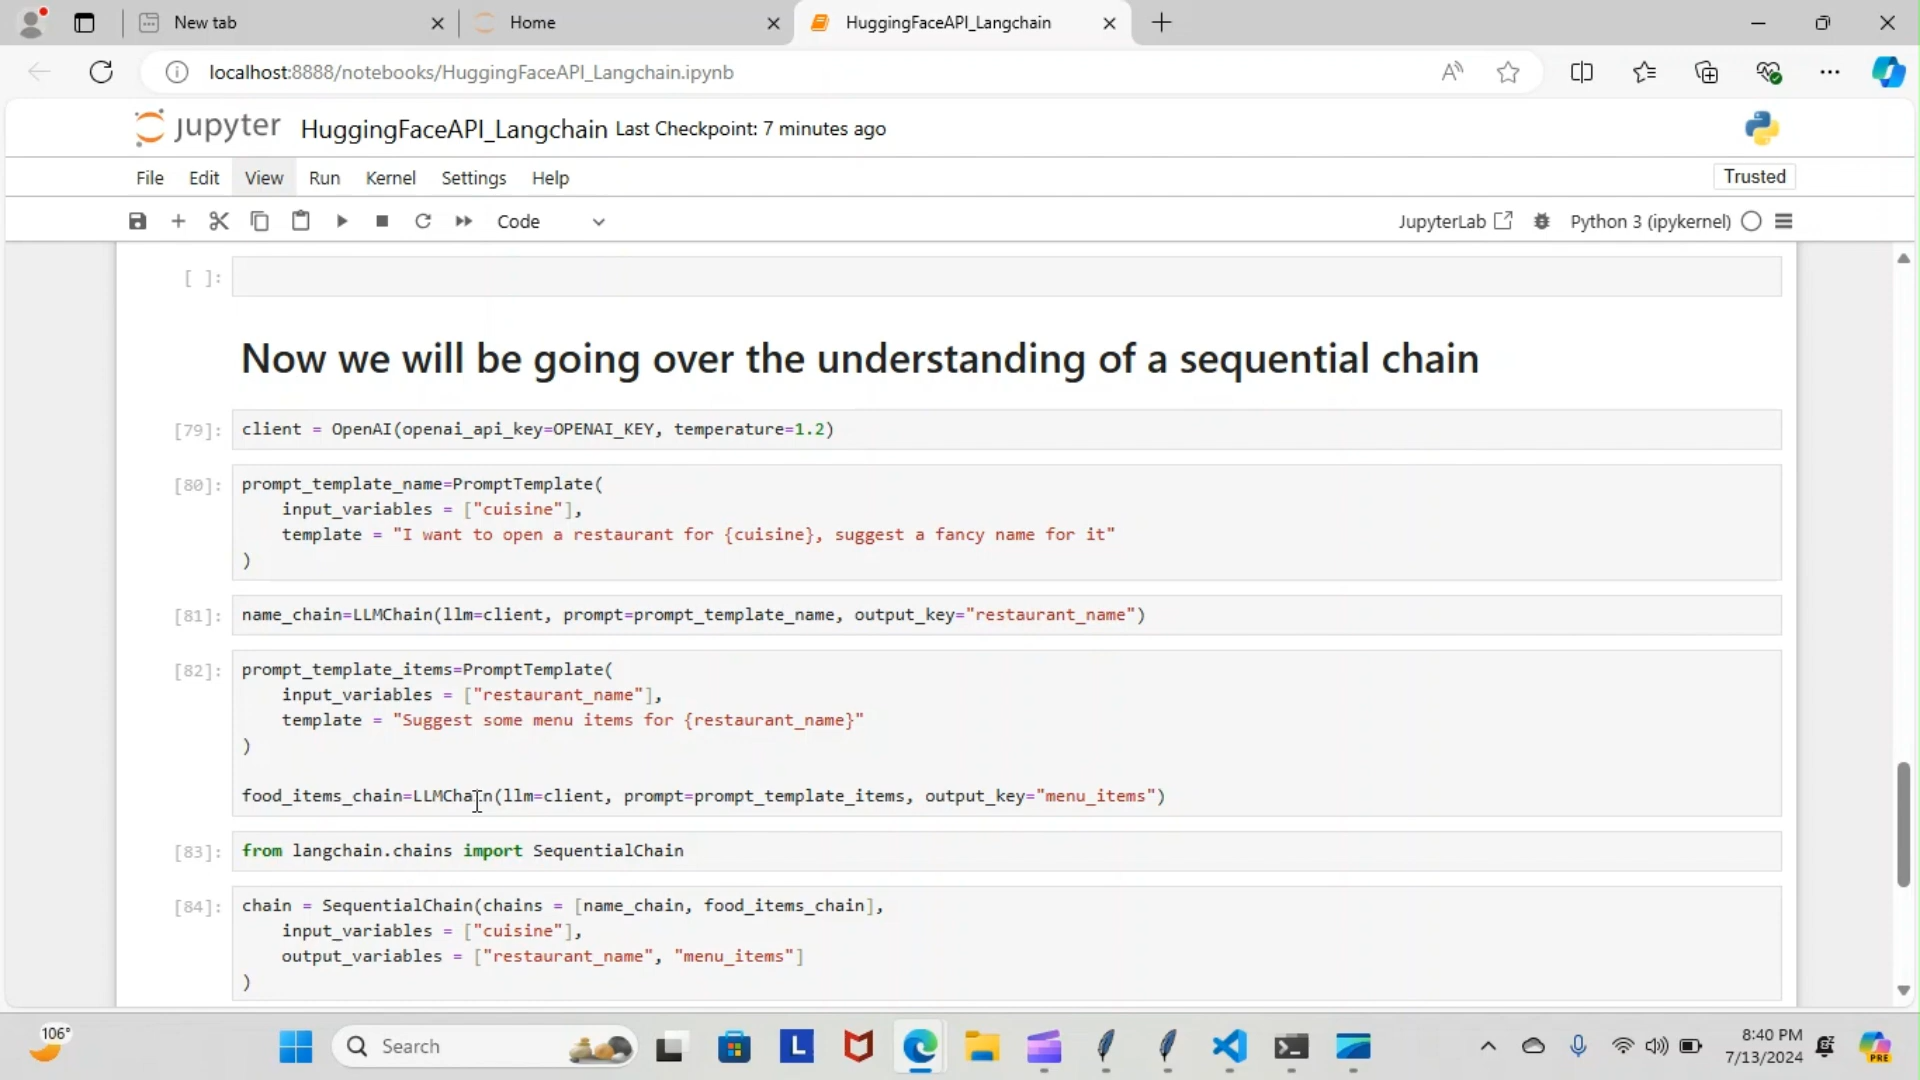 New tab
Home
HuggingFaceAPI_Langchain
localhost:8888/notebooks/HuggingFaceAPI_Langchain.ipynb
jupyter HuggingFaceAPI_Langchain Last Checkpoint: 7 minutes ago
File Edit View Run Kernel Settings Help
Trusted
Code
JupyterLab
Python 3 (ipykernel)
[ ]:
Now we will be going over the understanding of a sequential chain
[79]: client = OpenAI(openai_api_key=OPENAI_KEY, temperature=1.2)
[80]: prompt_template_name=PromptTemplate(
input_variables = ["cuisine"],
template = "I want to open a restaurant for {cuisine}, suggest a fancy name for it"
)
[81]: name_chain=LLMChain(llm=client, prompt=prompt_template_name, output_key="restaurant_name")
[82]: prompt_template_items=PromptTemplate(
input_variables = ["restaurant_name"],
template = "Suggest some menu items for {restaurant_name}"
)
food_items_chain=LLMChain(llm=client, prompt=prompt_template_items, output_key="menu_items")
[83]: from langchain.chains import SequentialChain
[84]: chain = SequentialChain(chains = [name_chain, food_items_chain],
input_variables = ["cuisine"],
output_variables = ["restaurant_name", "menu_items"]
)
106°
Search
L
8:40 PM
7/13/2024
PRE